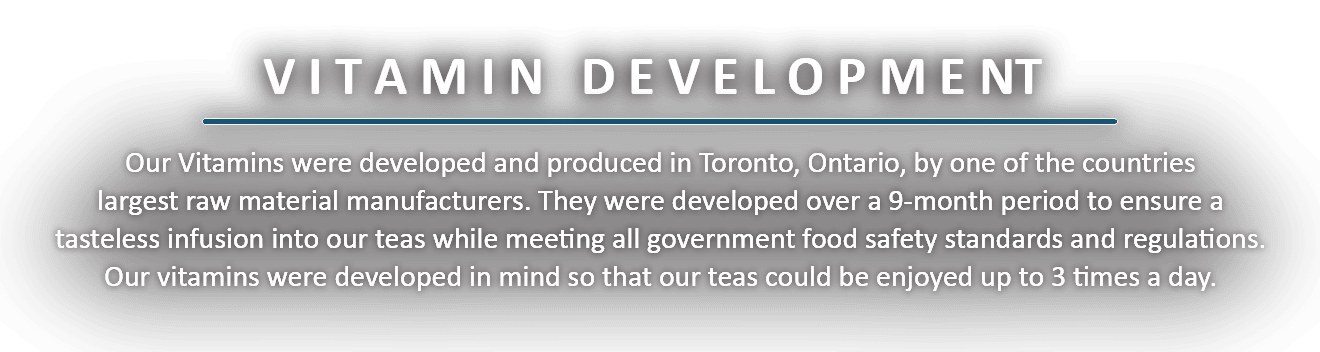 VITAMIN DEVELOPMENT
Our Vitamins were developed and produced in Toronto, Ontario, by one of the countries
largest raw material manufacturers. They were developed over a 9-month period to ensure a
tasteless infusion into our teas while meeting all government food safety standards and regulations.
Our vitamins were developed in mind so that our teas could be enjoyed up to 3 times a day.